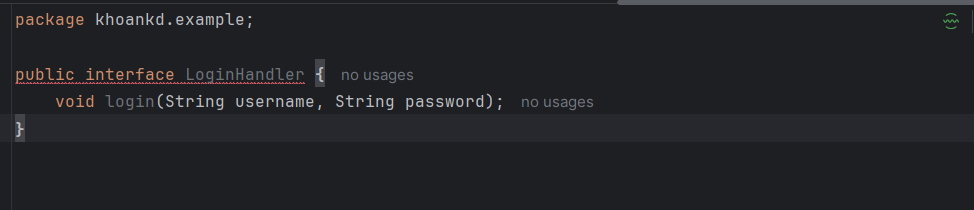 package khoankd.example;
public interface LoginHandler { no usages
void login(String username, String password); no usages
}